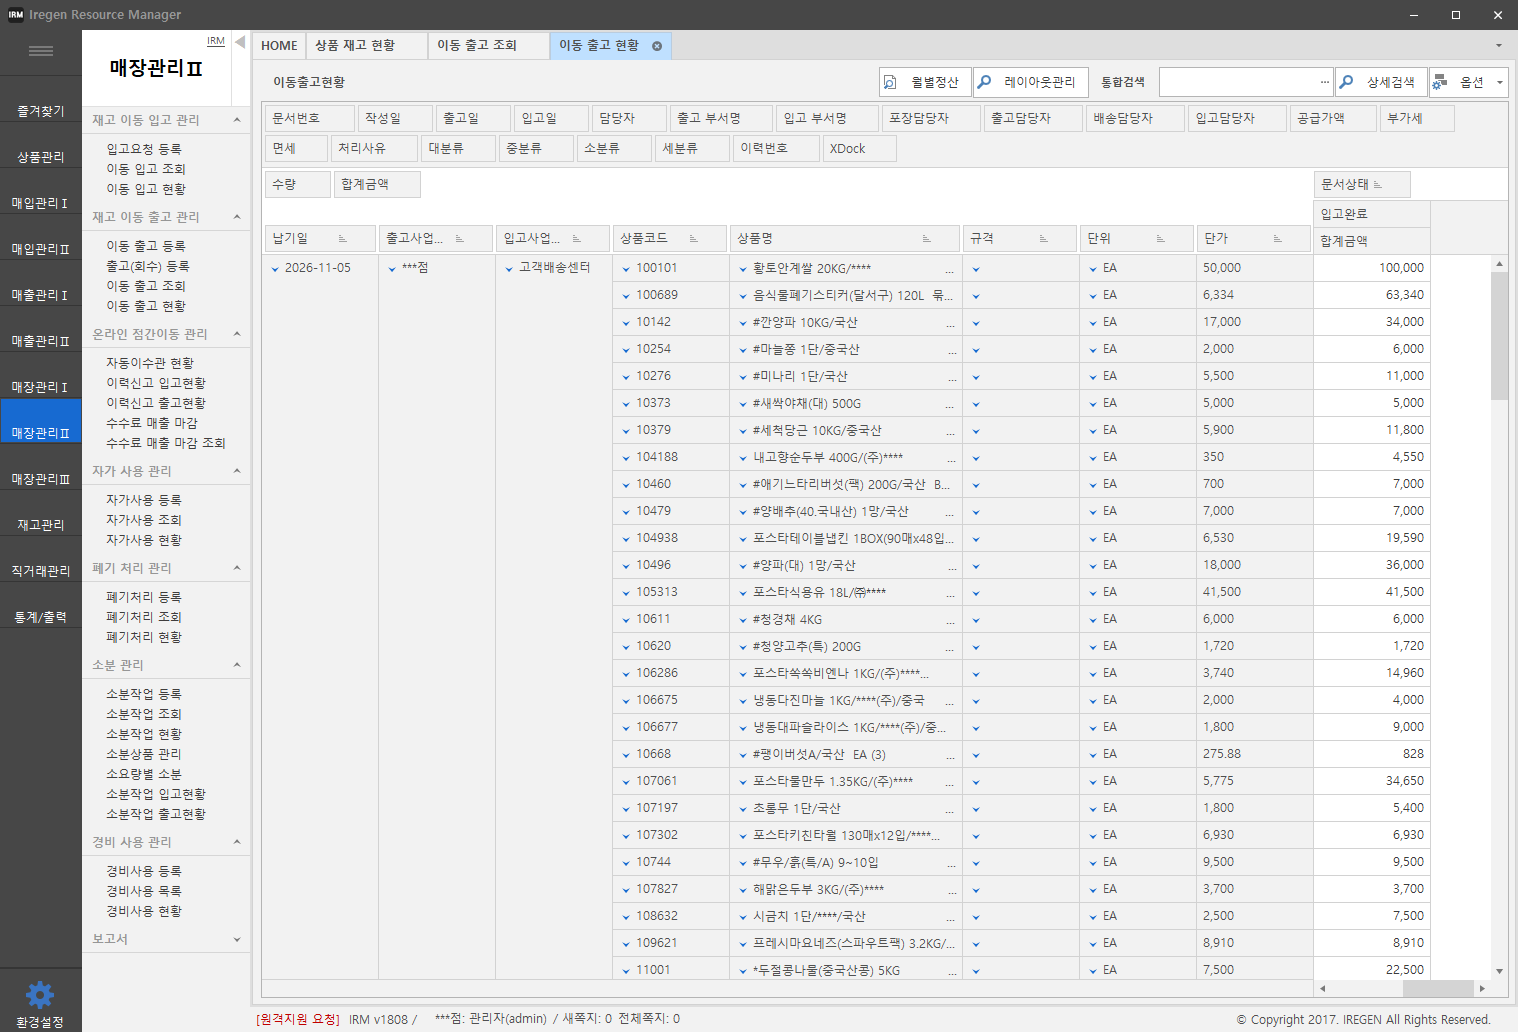 IRM Iregen Resource Manager
IRM
매장관리Ⅱ
HOME 상품 재고 현황 이동 출고 조회 이동 출고 현황
즐겨찾기
상품관리
매입관리Ⅰ
매입관리Ⅱ
매출관리Ⅰ
매출관리Ⅱ
매장관리Ⅰ
매장관리Ⅱ
매장관리Ⅲ
재고관리
직거래관리
통계/출력
환경설정
재고 이동 입고 관리
입고요청 등록
이동 입고 조회
이동 입고 현황
재고 이동 출고 관리
이동 출고 등록
출고(회수) 등록
이동 출고 조회
이동 출고 현황
온라인 점간이동 관리
자동이수관 현황
이력신고 입고현황
이력신고 출고현황
수수료 매출 마감
수수료 매출 마감 조회
자가 사용 관리
자가사용 등록
자가사용 조회
자가사용 현황
폐기 처리 관리
폐기처리 등록
폐기처리 조회
폐기처리 현황
소분 관리
소분작업 등록
소분작업 조회
소분작업 현황
소분상품 관리
소요량별 소분
소분작업 입고현황
소분작업 출고현황
경비 사용 관리
경비사용 등록
경비사용 목록
경비사용 현황
보고서
이동출고현황 월별정산 레이아웃관리 통합검색 ... 상세검색 옵션
문서번호 작성일 출고일 입고일 담당자 출고 부서명 입고 부서명 포장담당자 출고담당자 배송담당자 입고담당자 공급가액 부가세
면세 처리사유 대분류 중분류 소분류 세분류 이력번호 XDock
수량 합계금액 문서상태
입고완료
납기일 출고사업... 입고사업... 상품코드 상품명 규격 단위 단가 합계금액
2026-11-05 ***점 고객배송센터 100101 황토안계쌀 20KG/**** ... EA 50,000 100,000
100689 음식물폐기스티커(달서구) 120L 묶... EA 6,334 63,340
10142 #깐양파 10KG/국산 ... EA 17,000 34,000
10254 #마늘쫑 1단/중국산 ... EA 2,000 6,000
10276 #미나리 1단/국산 ... EA 5,500 11,000
10373 #새싹야채(대) 500G ... EA 5,000 5,000
10379 #세척당근 10KG/중국산 ... EA 5,900 11,800
104188 내고향순두부 400G/(주)**** ... EA 350 4,550
10460 #애기느타리버섯(팩) 200G/국산 B... EA 700 7,000
10479 #양배추(40.국내산) 1망/국산 ... EA 7,000 7,000
104938 포스타테이블냅킨 1BOX(90매x48입... EA 6,530 19,590
10496 #양파(대) 1망/국산 ... EA 18,000 36,000
105313 포스타식용유 18L/㈜**** ... EA 41,500 41,500
10611 #청경채 4KG ... EA 6,000 6,000
10620 #청양고추(특) 200G ... EA 1,720 1,720
106286 포스타쏙쏙비엔나 1KG/(주)****... EA 3,740 14,960
106675 냉동다진마늘 1KG/****(주)/중국 ... EA 2,000 4,000
106677 냉동대파슬라이스 1KG/****(주)/중... EA 1,800 9,000
10668 #팽이버섯A/국산 EA (3) ... EA 275.88 828
107061 포스타물만두 1.35KG/(주)**** ... EA 5,775 34,650
107197 초롱무 1단/국산 ... EA 1,800 5,400
107302 포스타키친타월 130매x12입/****... EA 6,930 6,930
10744 #무우/흙(특/A) 9~10입 ... EA 9,500 9,500
107827 해맑은두부 3KG/(주)**** ... EA 3,700 3,700
108632 시금치 1단/****/국산 ... EA 2,500 7,500
109621 프레시마요네즈(스파우트팩) 3.2KG/... EA 8,910 8,910
11001 *두절콩나물(중국산콩) 5KG ... EA 7,500 22,500
[원격지원 요청] IRM v1808 / ***점: 관리자(admin) / 새쪽지: 0 전체쪽지: 0 © Copyright 2017. IREGEN All Rights Reserved.